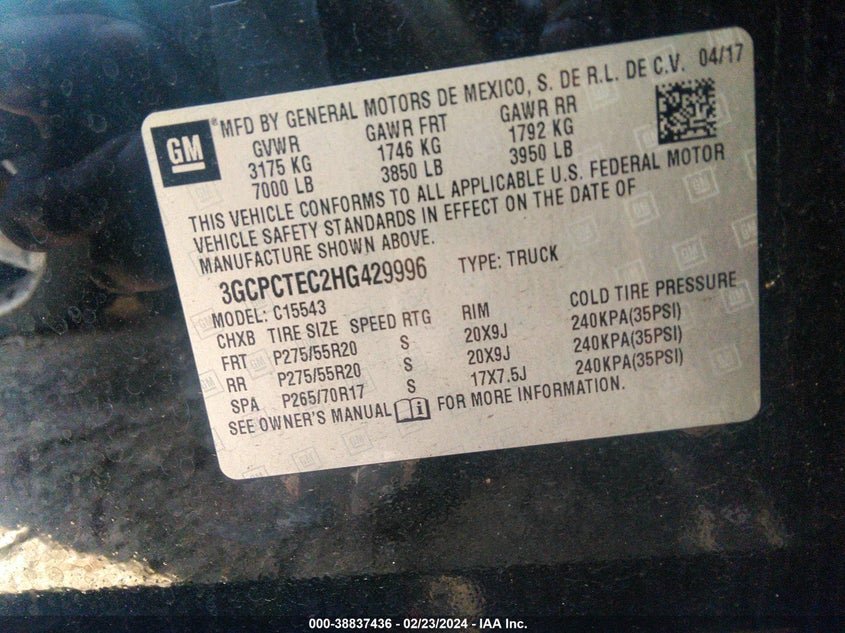 GM
MFD BY GENERAL MOTORS DE MEXICO, S. DE R.L. DE C.V. 04/17
GVWR GAWR FRT GAWR RR
3175 KG 1746 KG 1792 KG
7000 LB 3850 LB 3950 LB
THIS VEHICLE CONFORMS TO ALL APPLICABLE U.S. FEDERAL MOTOR
VEHICLE SAFETY STANDARDS IN EFFECT ON THE DATE OF
MANUFACTURE SHOWN ABOVE.
3GCPCTEC2HG429996 TYPE: TRUCK
MODEL: C15543
CHXB TIRE SIZE SPEED RTG RIM COLD TIRE PRESSURE
FRT P275/55R20 S 20X9J 240KPA(35PSI)
RR P275/55R20 S 20X9J 240KPA(35PSI)
SPA P265/70R17 S 17X7.5J 240KPA(35PSI)
SEE OWNER'S MANUAL FOR MORE INFORMATION.
000-38837436 - 02/23/2024 - IAA Inc.